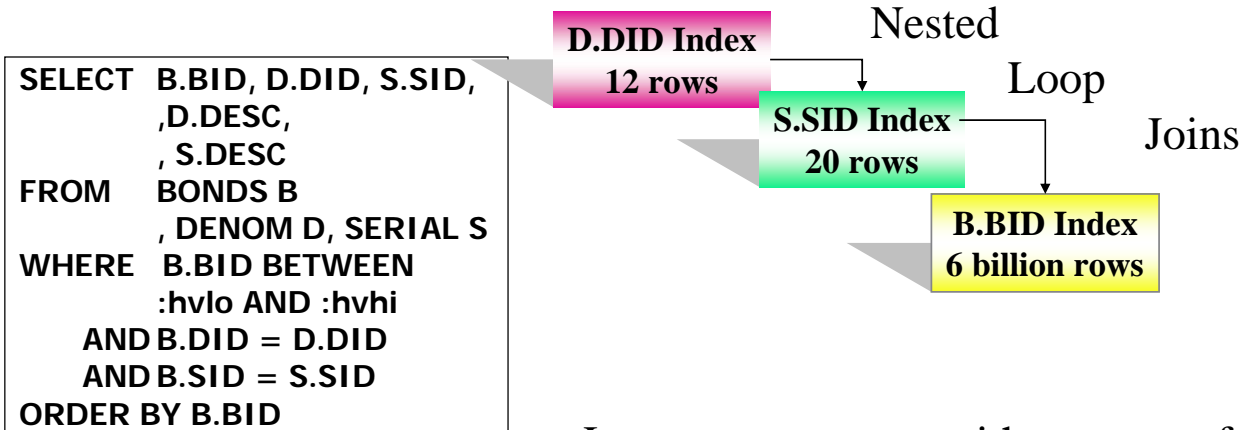 SELECT B.BID, D.DID, S.SID,
,D.DESC,
, S.DESC
FROM BONDS B
, DENOM D, SERIAL S
WHERE B.BID BETWEEN
:hvlo AND :hvhi
AND B.DID = D.DID
AND B.SID = S.SID
ORDER BY B.BID
D.DID Index
12 rows
S.SID Index
20 rows
B.BID Index
6 billion rows
Nested
Loop
Joins